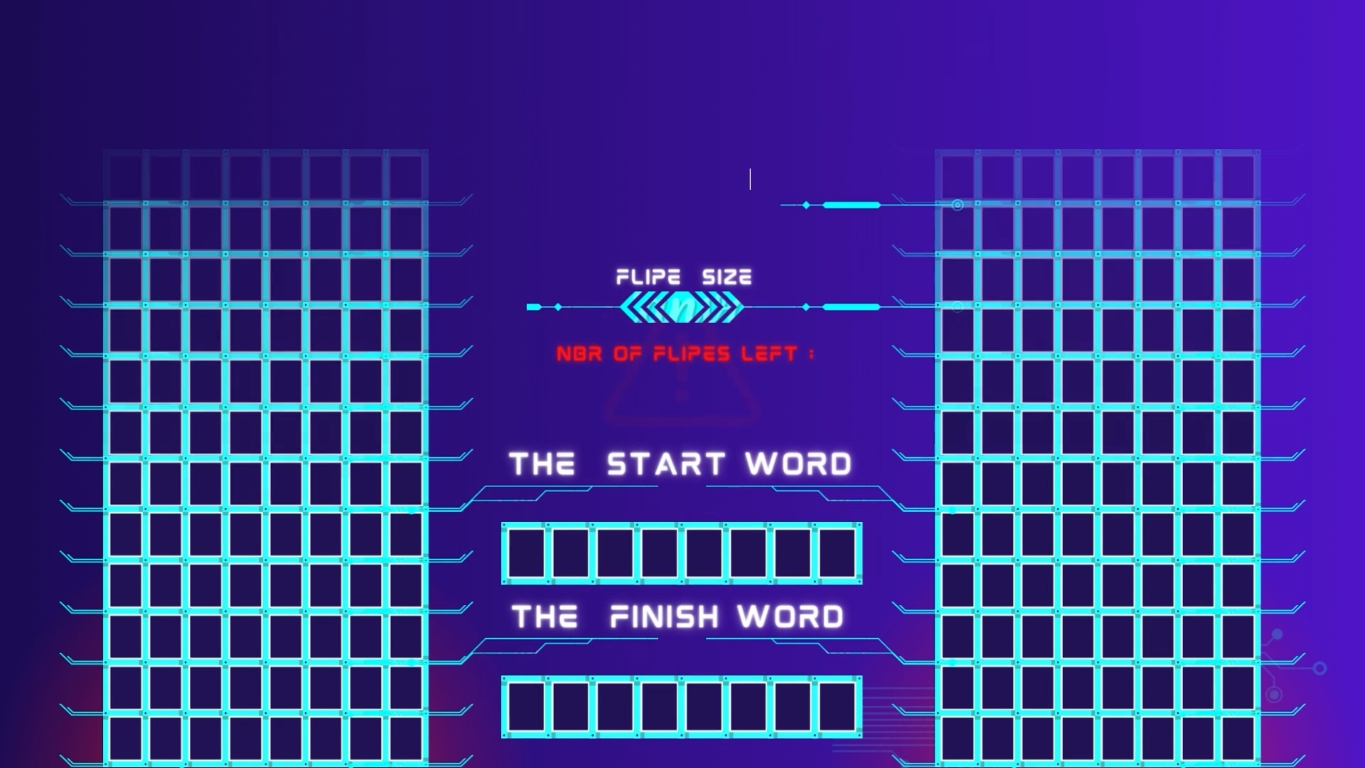 FLIPE SIZE
n
NBR OF FLIPES LEFT :
THE START WORD
THE FINISH WORD